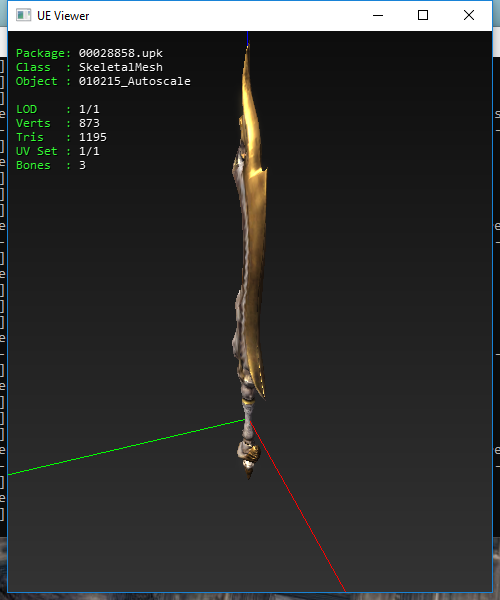 UE Viewer
Package: 00028858.upk
Class  : SkeletalMesh
Object : 010215_Autoscale
LOD    : 1/1
Verts  : 873
Tris   : 1195
UV Set : 1/1
Bones  : 3